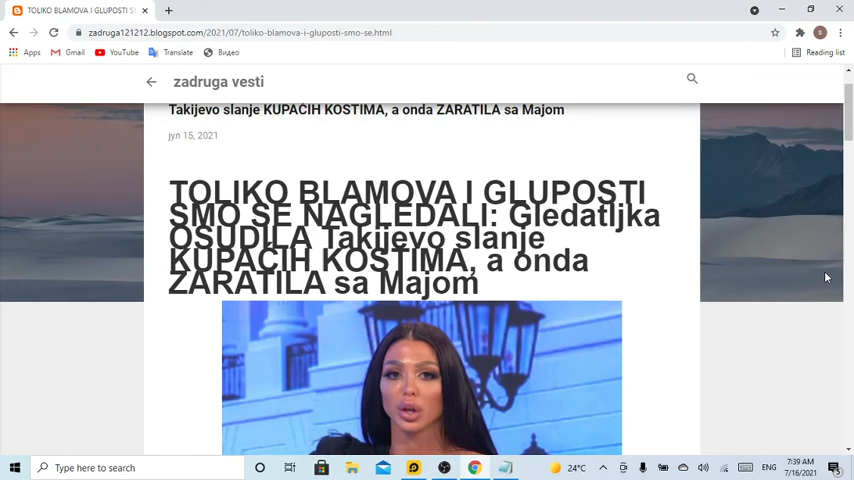 TOLIKO BLAMOVA I GLUPOSTI S
zadruga121212.blogspot.com/2021/07/toliko-blamova-i-gluposti-smo-se.html
Apps
Gmail
YouTube
Translate
Видео
Reading list
zadruga vesti
Takijevo slanje KUPAĆIH KOSTIMA, a onda ZARATILA sa Majom
јул 15, 2021
TOLIKO BLAMOVA I GLUPOSTI
SMO SE NAGLEDALI: Gledateljka
OSUDILA Takijevo slanje
KUPAĆIH KOSTIMA, a onda
ZARATILA sa Majom
Type here to search
24°C
ENG
7:39 AM
7/16/2021
5